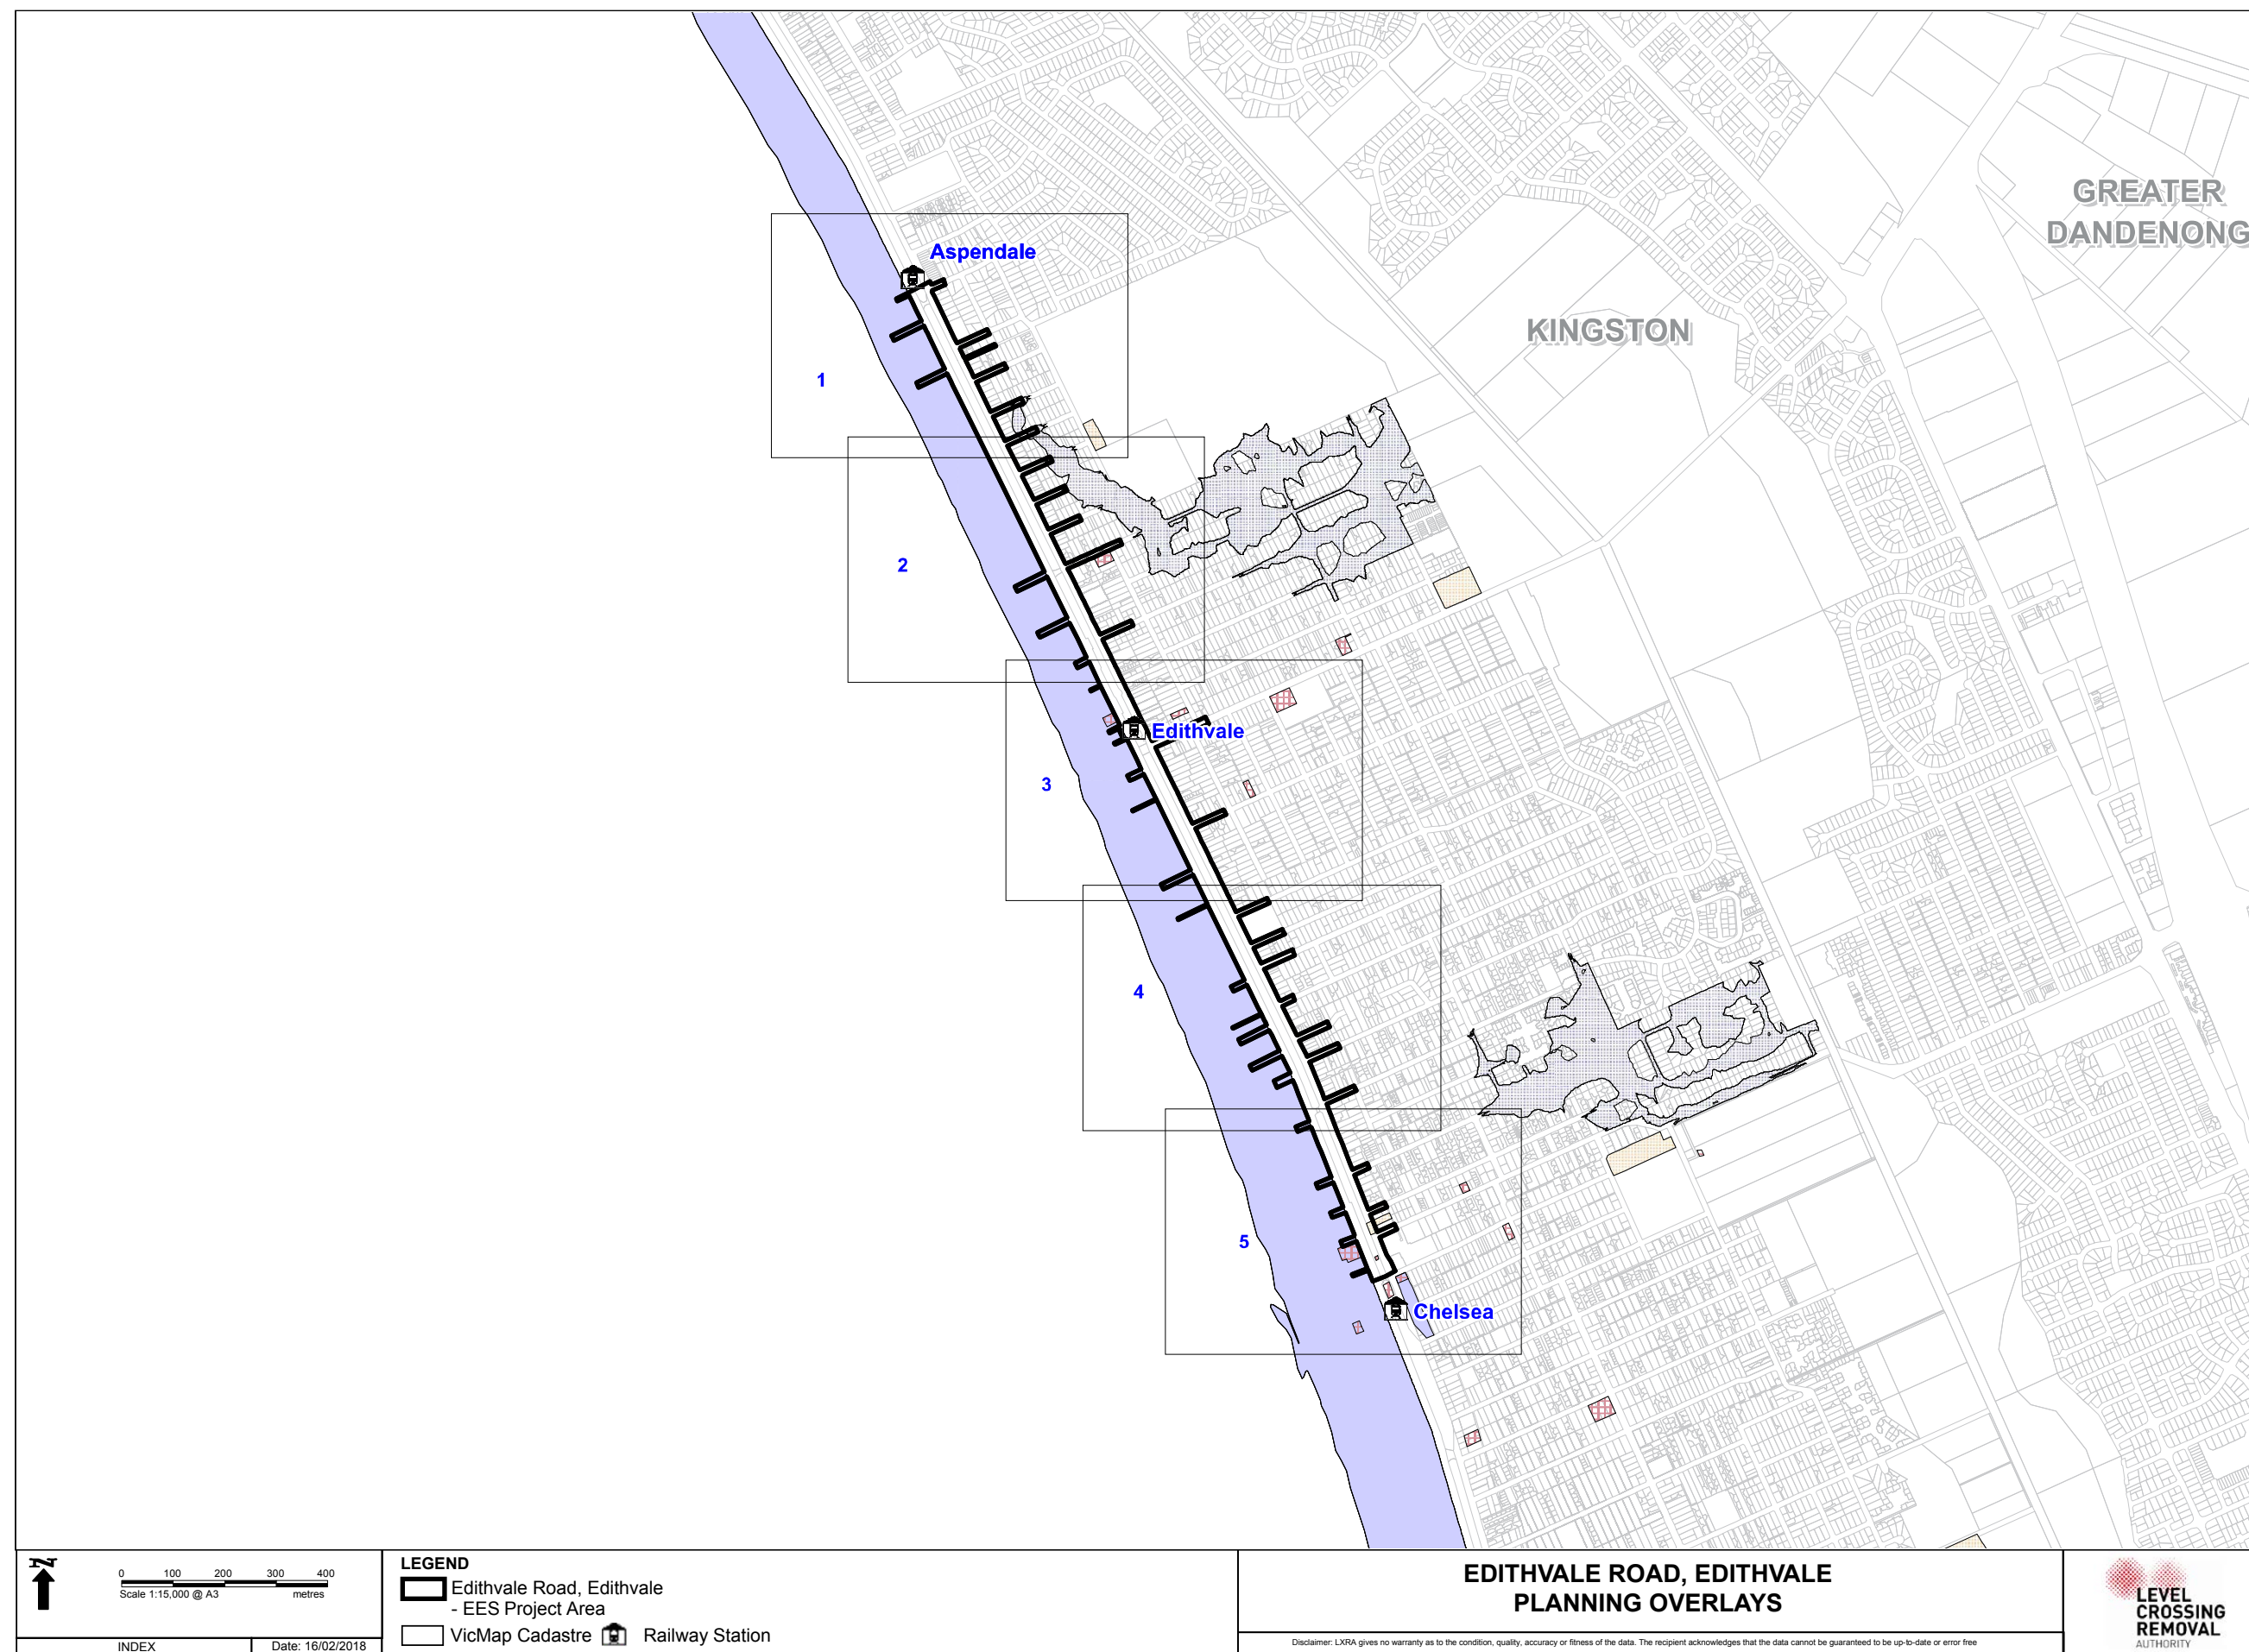 GREATER
DANDENONG
KINGSTON
Aspendale
1
2
Edithvale
3
4
5
Chelsea
N
0 100 200 300 400
Scale 1:15,000 @ A3 metres
INDEX Date: 16/02/2018
LEGEND
Edithvale Road, Edithvale
- EES Project Area
VicMap Cadastre Railway Station
EDITHVALE ROAD, EDITHVALE
PLANNING OVERLAYS
Disclaimer: LXRA gives no warranty as to the condition, quality, accuracy or fitness of the data. The recipient acknowledges that the data cannot be guaranteed to be up-to-date or error free
LEVEL
CROSSING
REMOVAL
AUTHORITY